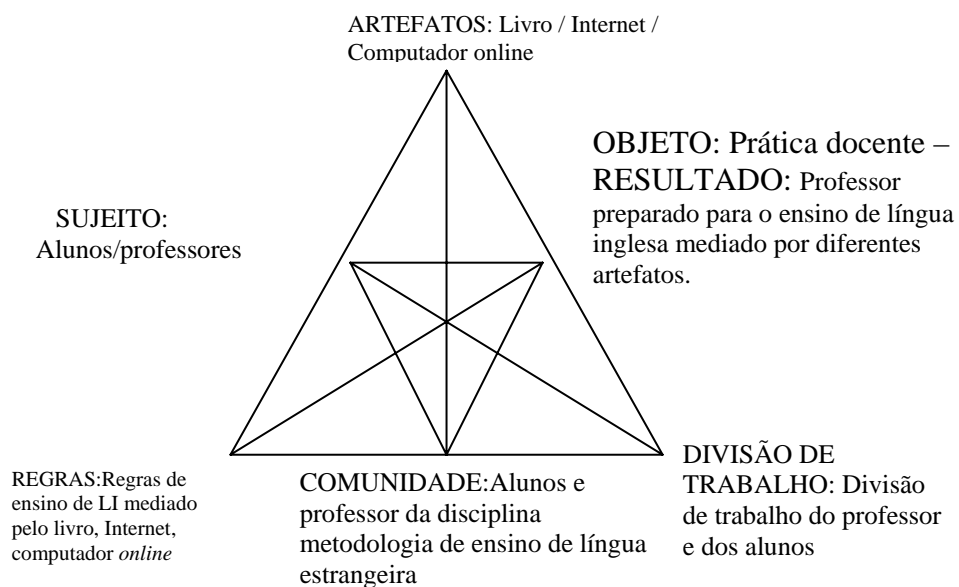 ARTEFATOS: Livro / Internet /
Computador online
OBJETO: Prática docente –
RESULTADO: Professor
preparado para o ensino de língua
inglesa mediado por diferentes
artefatos.
SUJEITO:
Alunos/professores
REGRAS:Regras de
ensino de LI mediado
pelo livro, Internet,
computador online
COMUNIDADE:Alunos e
professor da disciplina
metodologia de ensino de língua
estrangeira
DIVISÃO DE
TRABALHO: Divisão
de trabalho do professor
e dos alunos